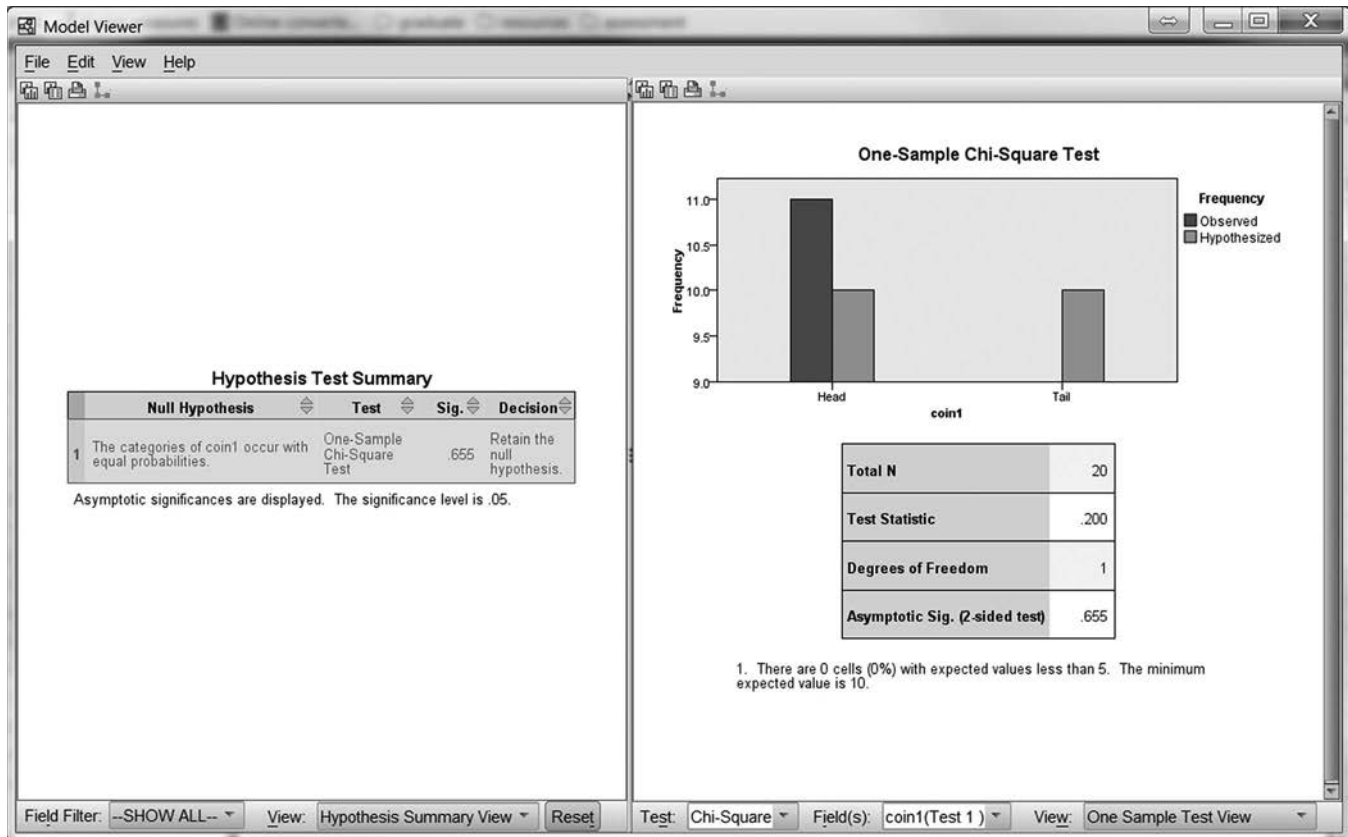 Model Viewer
File Edit View Help
Hypothesis Test Summary
Null Hypothesis Test Sig. Decision
1 The categories of coin1 occur with equal probabilities. One-Sample Chi-Square Test .655 Retain the null hypothesis.
Asymptotic significances are displayed. The significance level is .05.
Field Filter: --SHOW ALL-- View: Hypothesis Summary View Reset
One-Sample Chi-Square Test
Frequency
11.0
10.5
10.0
9.5
9.0
Head Tail
coin1
Frequency
Observed
Hypothesized
Total N 20
Test Statistic .200
Degrees of Freedom 1
Asymptotic Sig. (2-sided test) .655
1. There are 0 cells (0%) with expected values less than 5. The minimum
expected value is 10.
Test: Chi-Square Field(s): coin1(Test 1 ) View: One Sample Test View